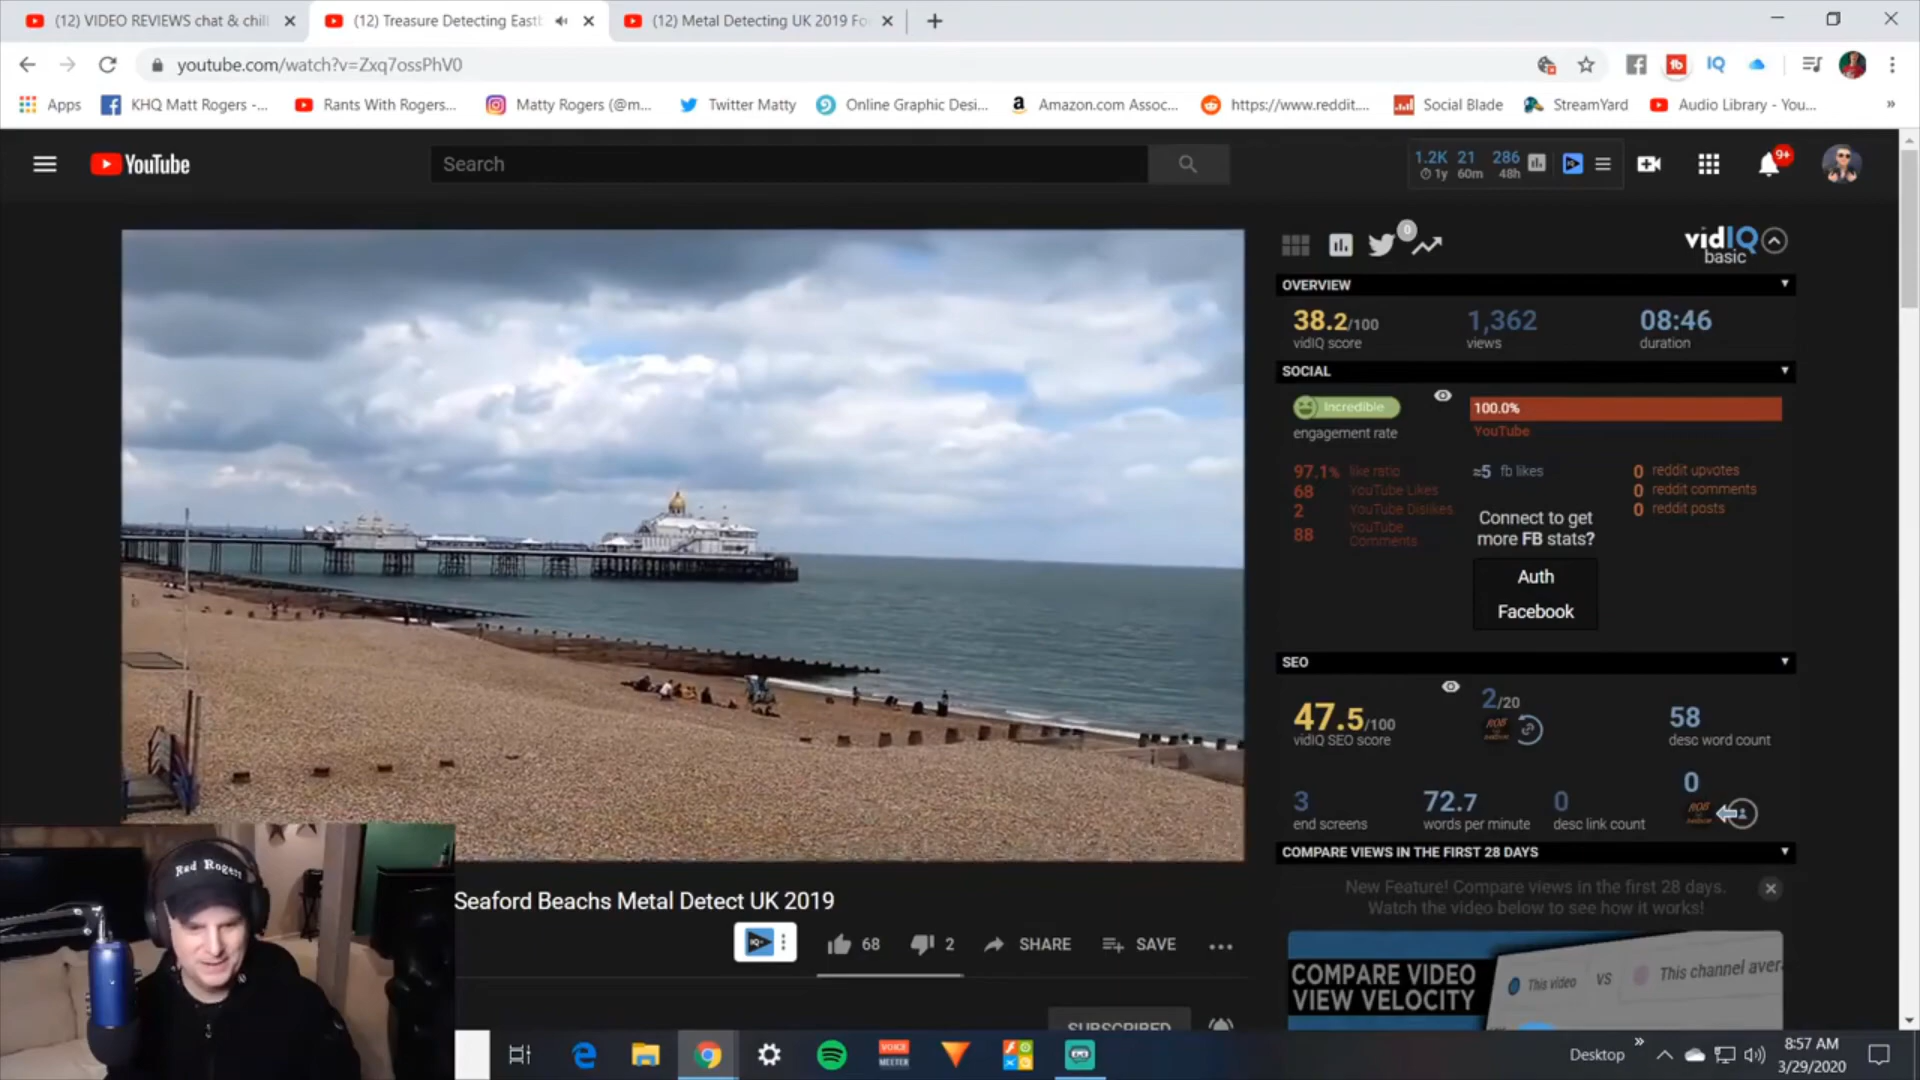 (12) VIDEO REVIEWS chat & chil
(12) Treasure Detecting East
(12) Metal Detecting UK 2019 Fo
youtube.com/watch?v=Zxq7ossPhV0
Apps
KHQ Matt Rogers -...
Rants With Rogers...
Matty Rogers (@m...
Twitter Matty
Online Graphic Desi...
Amazon.com Assoc...
https://www.reddit....
Social Blade
StreamYard
Audio Library - You...
YouTube
Search
1.2K 21 286
1y 60m 48h
9+
0
vidIQ
basic
OVERVIEW
38.2/100 1,362 08:46
vidIQ score views duration
SOCIAL
Incredible
engagement rate
100.0%
YouTube
97.1% like ratio
68 YouTube Likes
2 YouTube Dislikes
88 YouTube
Comments
≈5 fb likes
Connect to get
more FB stats?
Auth
Facebook
0 reddit upvotes
0 reddit comments
0 reddit posts
SEO
47.5/100
vidIQ SEO score
2/20
58
desc word count
3
end screens
72.7
words per minute
0
desc link count
0
COMPARE VIEWS IN THE FIRST 28 DAYS
New Feature! Compare views in the first 28 days.
Watch the video below to see how it works!
COMPARE VIDEO
VIEW VELOCITY
This video VS This channel aver
Rad Rogers
Seaford Beachs Metal Detect UK 2019
68 2 SHARE SAVE
SUBSCRIBED
VOICE
MEETER
Desktop
8:57 AM
3/29/2020